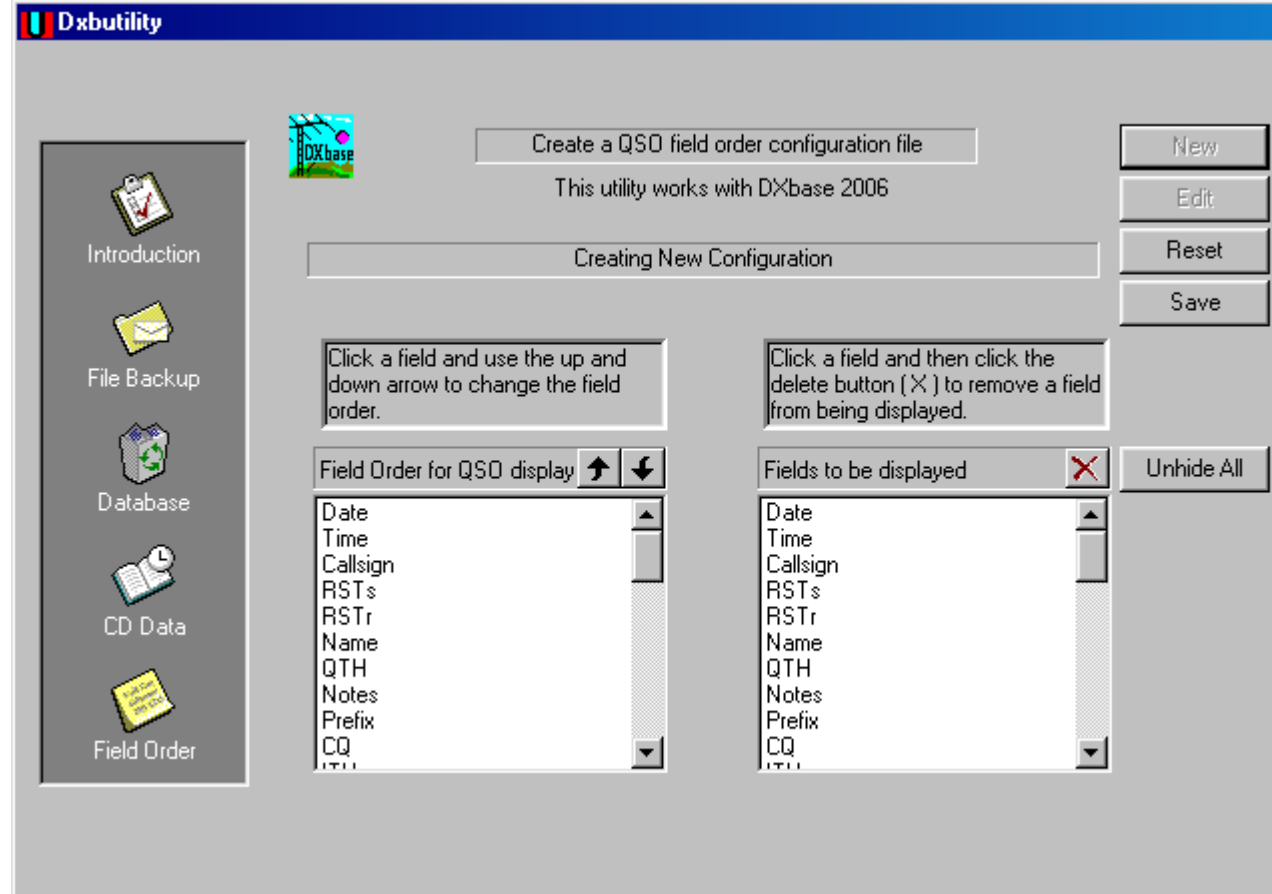 Dxbutility
DXbase
Create a QSO field order configuration file
This utility works with DXbase 2006
Creating New Configuration
New
Edit
Reset
Save
Introduction
File Backup
Database
CD Data
Field Order
Click a field and use the up and
down arrow to change the field
order.
Click a field and then click the
delete button ( X ) to remove a field
from being displayed.
Field Order for QSO display
Fields to be displayed
Unhide All
Date
Time
Callsign
RSTs
RSTr
Name
QTH
Notes
Prefix
CQ
Date
Time
Callsign
RSTs
RSTr
Name
QTH
Notes
Prefix
CQ